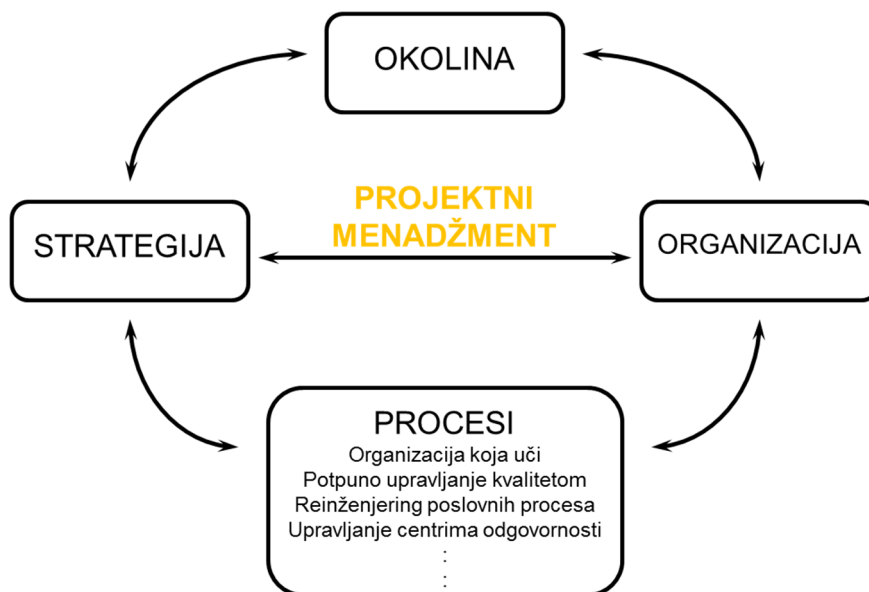 OKOLINA
PROJEKTNI
MENADŽMENT
STRATEGIJA
ORGANIZACIJA
PROCESI
Organizacija koja uči
Potpuno upravljanje kvalitetom
Reinženjering poslovnih procesa
Upravljanje centrima odgovornosti
:
: